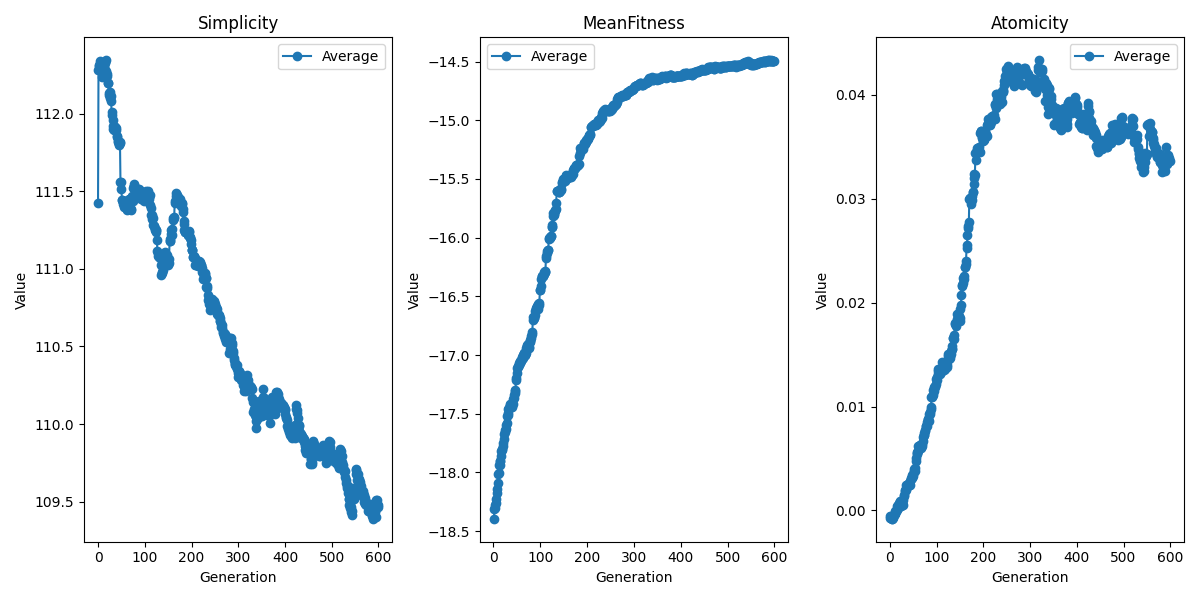 Simplicity
Average
112.0
111.5
111.0
110.5
110.0
109.5
Value
0 100 200 300 400 500 600
Generation
MeanFitness
Average
−14.5
−15.0
−15.5
−16.0
−16.5
−17.0
−17.5
−18.0
−18.5
Value
0 100 200 300 400 500 600
Generation
Atomicity
Average
0.04
0.03
0.02
0.01
0.00
Value
0 100 200 300 400 500 600
Generation